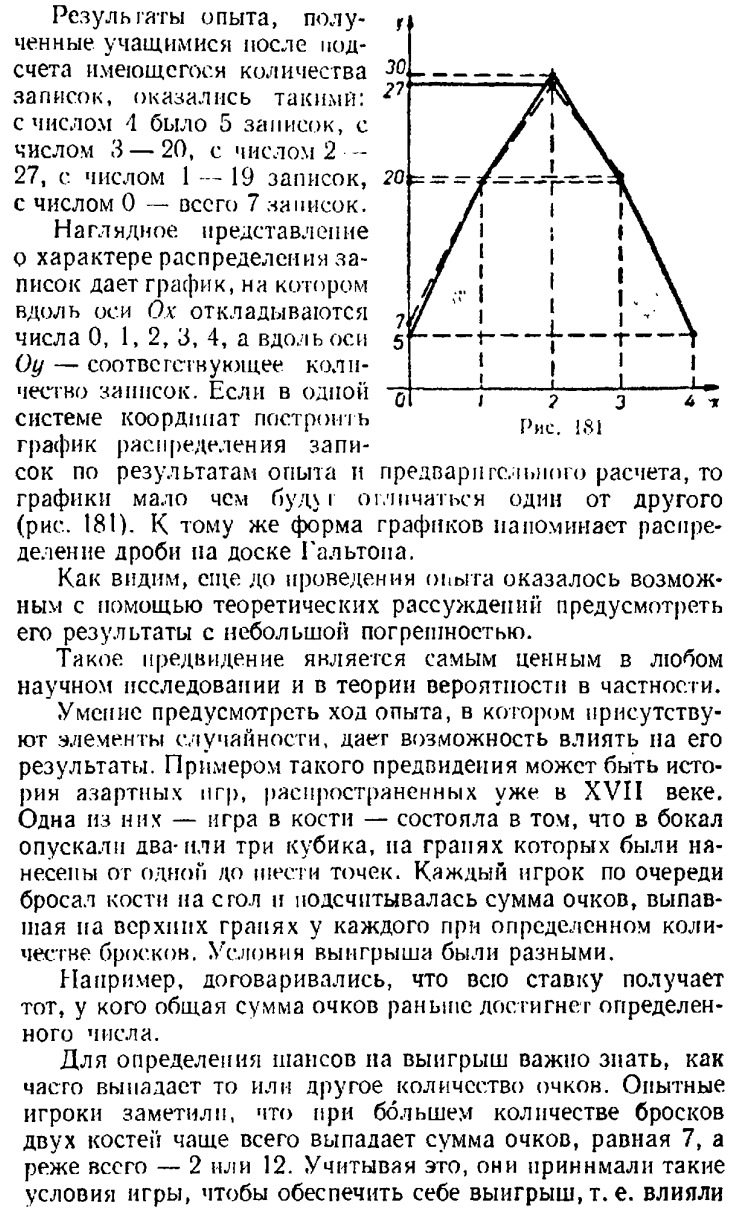 Результаты опыта, полу-
ченные учащимися после под-
счета имеющегося количества
записок, оказались такими:
с числом 4 было 5 записок, с
числом 3 — 20, с числом 2 —
27, с числом 1 — 19 записок,
с числом 0 — всего 7 записок.
Наглядное представление
о характере распределения за-
писок дает график, на котором
вдоль оси Ox откладываются
числа 0, 1, 2, 3, 4, а вдоль оси
Oy — соответствующее коли-
чество записок. Если в одной
системе координат построить
график распределения запи-
y
30
27
20
7
5
0 1 2 3 4 x
Рис. 181
сок по результатам опыта и предварительного расчета, то
графики мало чем будут отличаться один от другого
(рис. 181). К тому же форма графиков напоминает распре-
деление дроби на доске Гальтона.
Как видим, еще до проведения опыта оказалось возмож-
ным с помощью теоретических рассуждений предусмотреть
его результаты с небольшой погрешностью.
Такое предвидение является самым ценным в любом
научном исследовании и в теории вероятности в частности.
Умение предусмотреть ход опыта, в котором присутству-
ют элементы случайности, дает возможность влиять на его
результаты. Примером такого предвидения может быть исто-
рия азартных игр, распространенных уже в XVII веке.
Одна из них — игра в кости — состояла в том, что в бокал
опускали два или три кубика, на гранях которых были на-
несены от одной до шести точек. Каждый игрок по очереди
бросал кости на стол и подсчитывалась сумма очков, выпав-
шая на верхних гранях у каждого при определенном коли-
честве бросков. Условия выигрыша были разными.
Например, договаривались, что всю ставку получает
тот, у кого общая сумма очков раньше достигнет определен-
ного числа.
Для определения шансов на выигрыш важно знать, как
часто выпадает то или другое количество очков. Опытные
игроки заметили, что при бо́льшем количестве бросков
двух костей чаще всего выпадает сумма очков, равная 7, а
реже всего — 2 или 12. Учитывая это, они принимали такие
условия игры, чтобы обеспечить себе выигрыш, т. е. влияли